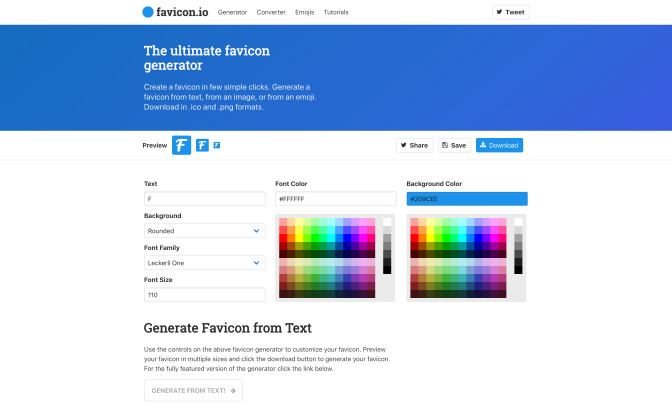 favicon.io Generator Converter Emojis Tutorials Tweet
The ultimate favicon
generator
Create a favicon in few simple clicks. Generate a
favicon from text, from an image, or from an emoji.
Download in .ico and .png formats.
Preview F F F Share Save Download
Text Font Color Background Color
F #FFFFFF #209CEE
Background
Rounded
Font Family
Leckerli One
Font Size
110
Generate Favicon from Text
Use the controls on the above favicon generator to customize your favicon. Preview
your favicon in multiple sizes and click the download button to generate your favicon.
For the fully featured version of the generator click the link below.
GENERATE FROM TEXT! →